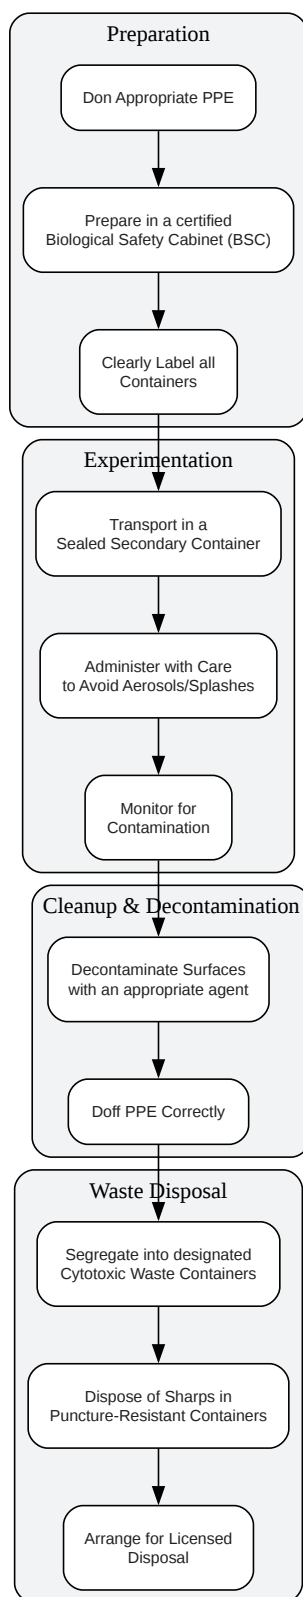 Preparation
Don Appropriate PPE
Prepare in a certified
Biological Safety Cabinet (BSC)
Clearly Label all
Containers
Experimentation
Transport in a
Sealed Secondary Container
Administer with Care
to Avoid Aerosols/Splashes
Monitor for
Contamination
Cleanup & Decontamination
Decontaminate Surfaces
with an appropriate agent
Doff PPE Correctly
Waste Disposal
Segregate into designated
Cytotoxic Waste Containers
Dispose of Sharps in
Puncture-Resistant Containers
Arrange for Licensed
Disposal